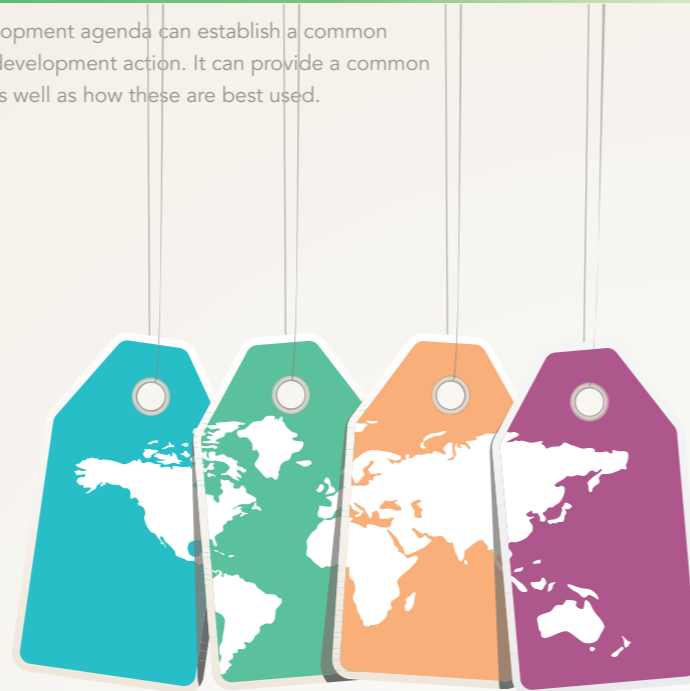 opment agenda can establish a common
development action. It can provide a common
s well as how these are best used.